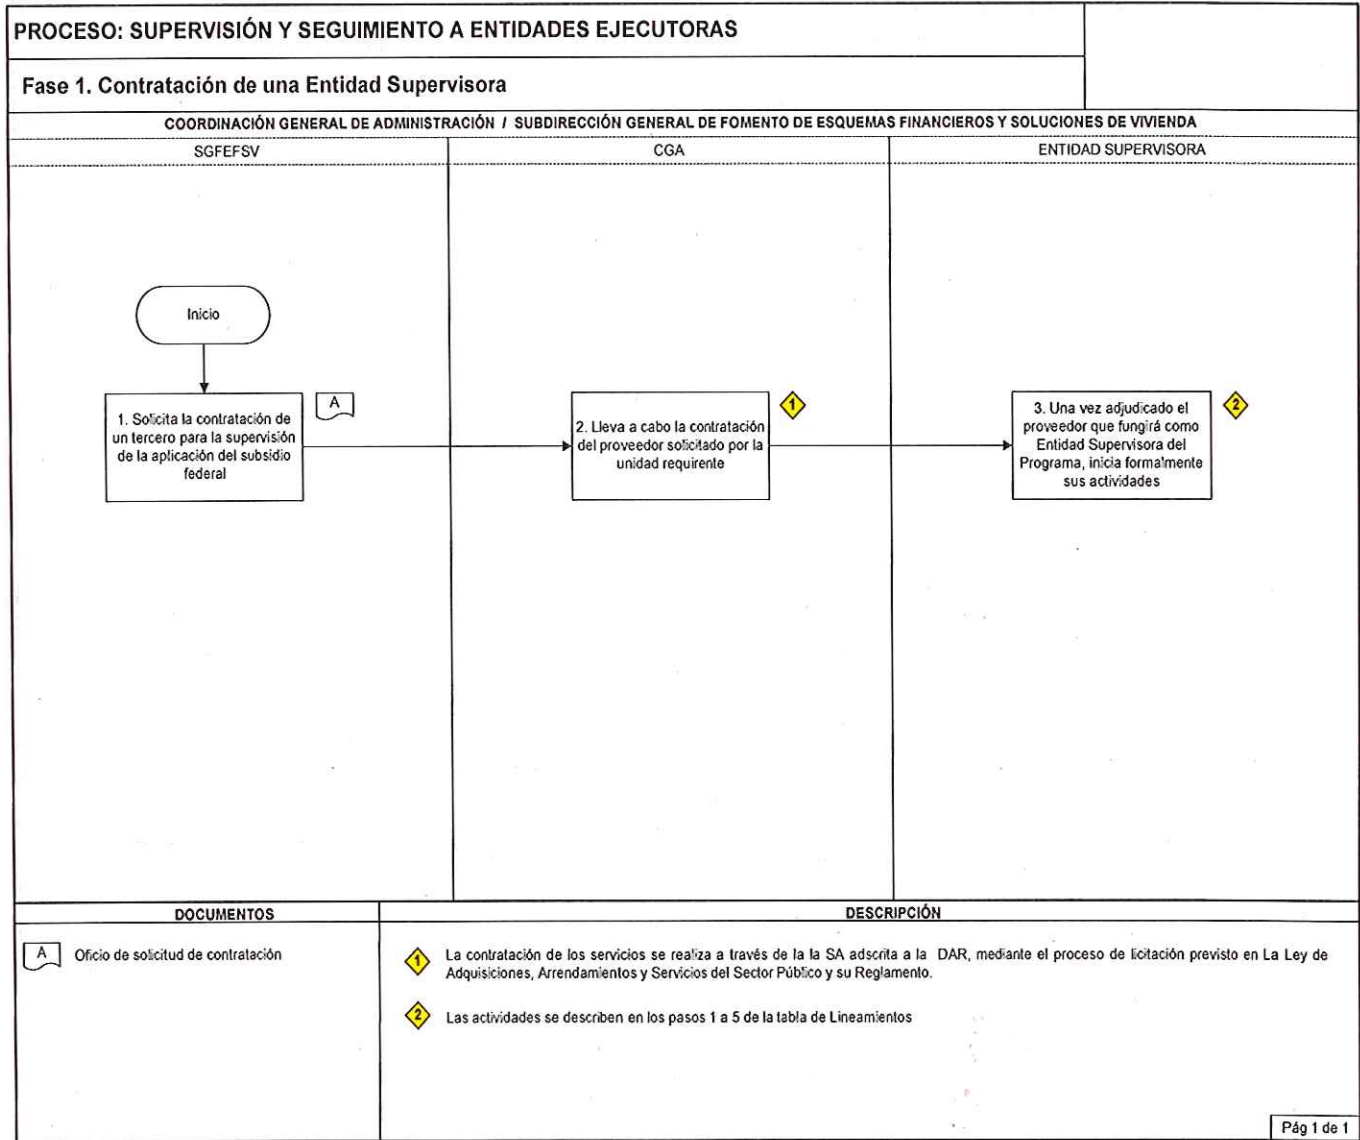 PROCESO: SUPERVISIÓN Y SEGUIMIENTO A ENTIDADES EJECUTORAS
Fase 1. Contratación de una Entidad Supervisora
COORDINACIÓN GENERAL DE ADMINISTRACIÓN / SUBDIRECCIÓN GENERAL DE FOMENTO DE ESQUEMAS FINANCIEROS Y SOLUCIONES DE VIVIENDA
SGFEFSV
CGA
ENTIDAD SUPERVISORA
Inicio
1. Solicita la contratación de
un tercero para la supervisión
de la aplicación del subsidio
federal
A
2. Lleva a cabo la contratación
del proveedor solicitado por la
unidad requirente
1
3. Una vez adjudicado el
proveedor que fungirá como
Entidad Supervisora del
Programa, inicia formalmente
sus actividades
2
DOCUMENTOS
DESCRIPCIÓN
A Oficio de solicitud de contratación
1 La contratación de los servicios se realiza a través de la la SA adscrita a la DAR, mediante el proceso de licitación previsto en La Ley de
Adquisiciones, Arrendamientos y Servicios del Sector Público y su Reglamento.
2 Las actividades se describen en los pasos 1 a 5 de la tabla de Lineamientos
Pág 1 de 1